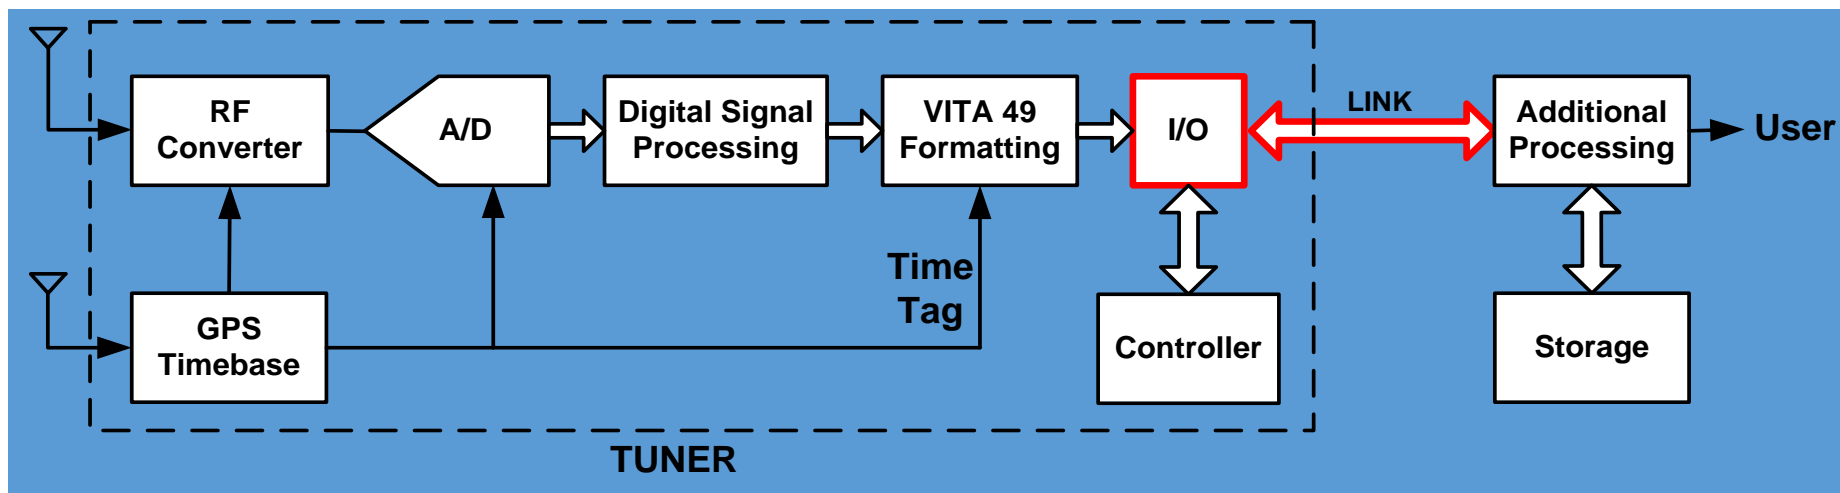 RF
Converter
A/D
Digital Signal
Processing
VITA 49
Formatting
I/O
LINK
Additional
Processing
User
GPS
Timebase
Time
Tag
Controller
Storage
TUNER